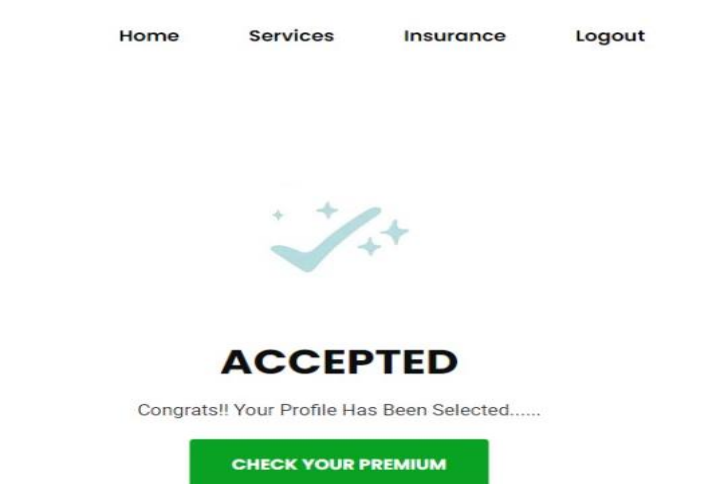 Home Services Insurance Logout
ACCEPTED
Congrats!! Your Profile Has Been Selected......
CHECK YOUR PREMIUM